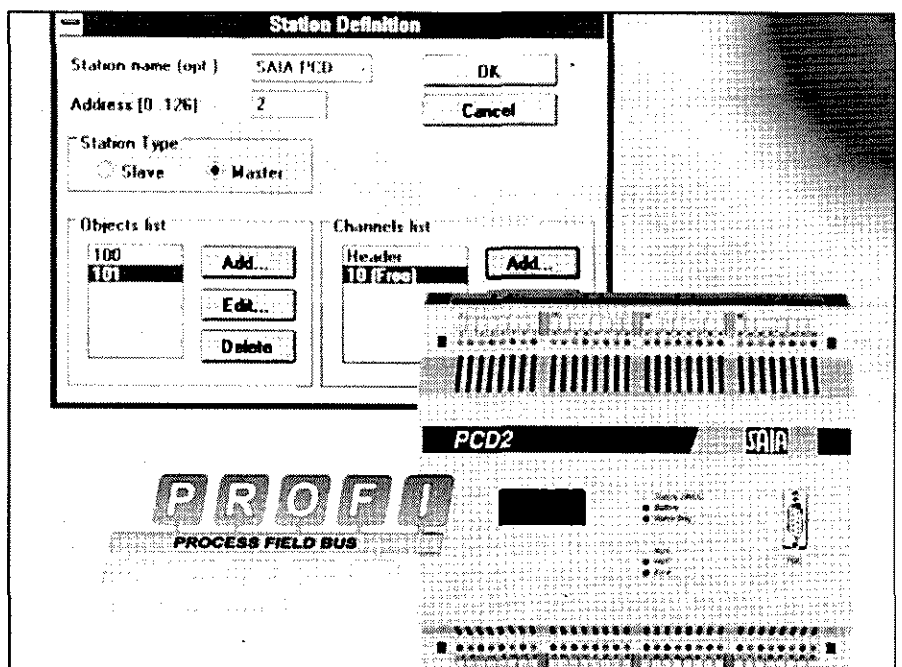 Station Definition
Station name (opt.)
SAIA PCD
OK
Address [0..126]
2
Cancel
Station Type
Slave
Master
Objects list
100
101
Add...
Edit...
Delete
Channels list
Header
10 (Free)
Add...
PCD2
SAIA
PROFI
PROCESS FIELD BUS